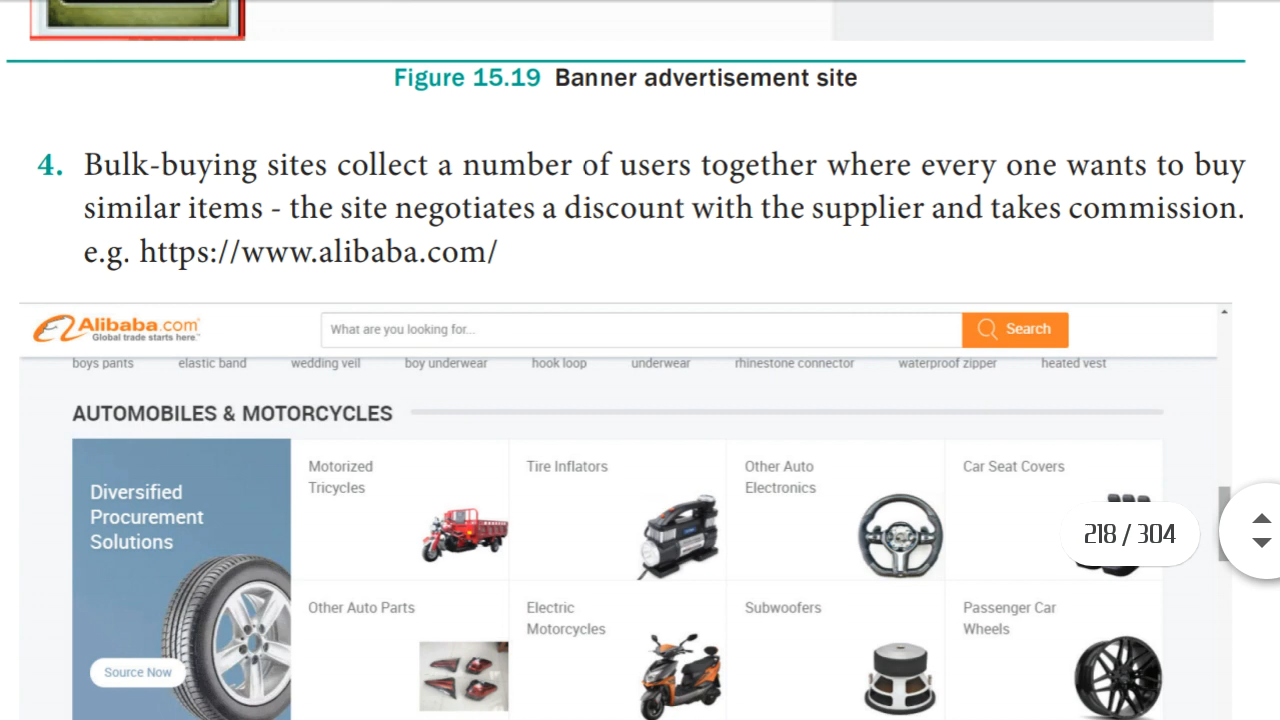 Figure 15.19 Banner advertisement site
4. Bulk-buying sites collect a number of users together where every one wants to buy
similar items - the site negotiates a discount with the supplier and takes commission.
e.g. https://www.alibaba.com/
Alibaba.com
Global trade starts here.™
What are you looking for...
Search
boys pants elastic band wedding veil boy underwear hook loop underwear rhinestone connector waterproof zipper heated vest
AUTOMOBILES & MOTORCYCLES
Diversified
Procurement
Solutions
Source Now
Motorized
Tricycles
Tire Inflators
Other Auto
Electronics
Car Seat Covers
218 / 304
Other Auto Parts
Electric
Motorcycles
Subwoofers
Passenger Car
Wheels